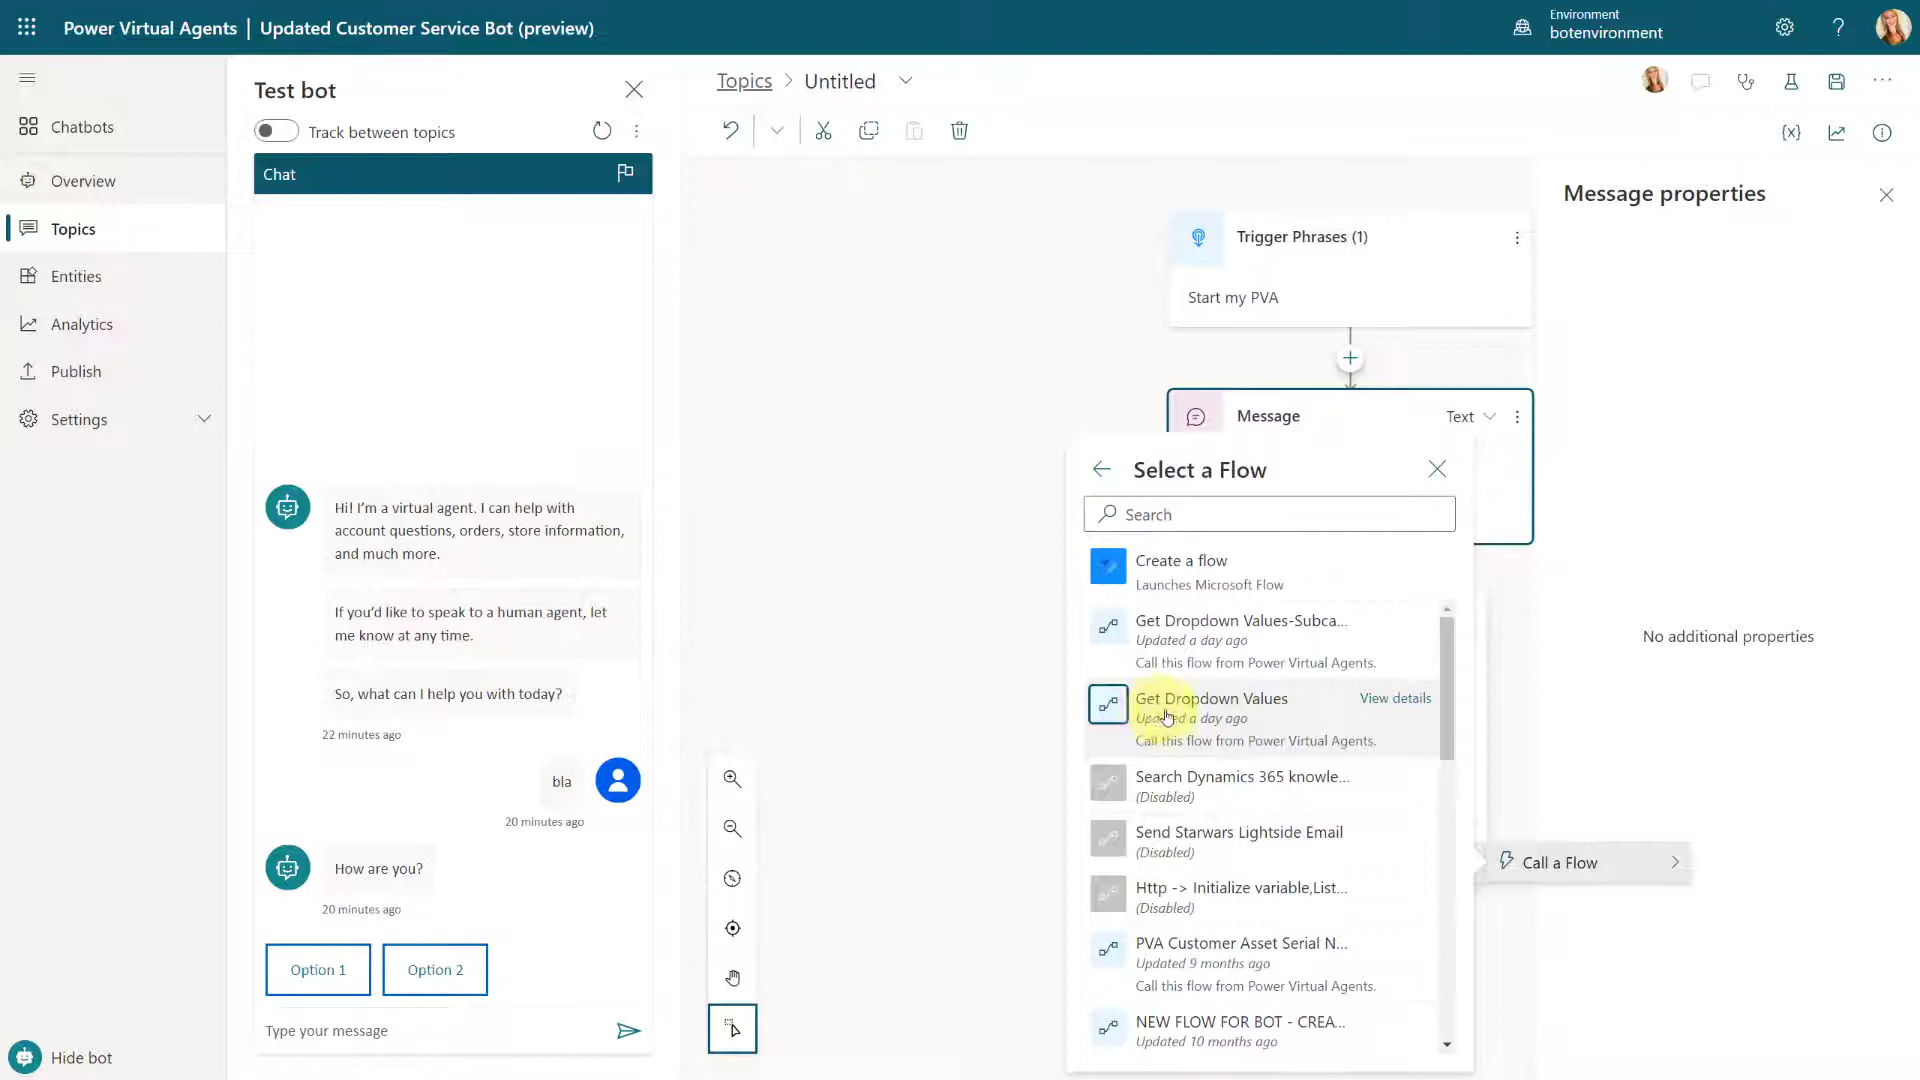 Power Virtual Agents | Updated Customer Service Bot (preview)
Environment
botenvironment
Chatbots
Overview
Topics
Entities
Analytics
Publish
Settings
Hide bot
Test bot
Track between topics
Chat
Hi! I'm a virtual agent. I can help with
account questions, orders, store information,
and much more.
If you'd like to speak to a human agent, let
me know at any time.
So, what can I help you with today?
22 minutes ago
bla
20 minutes ago
How are you?
20 minutes ago
Option 1
Option 2
Type your message
Topics > Untitled
{x}
Trigger Phrases (1)
Start my PVA
Message
Text
Select a Flow
Search
Create a flow
Launches Microsoft Flow
Get Dropdown Values-Subca...
Updated a day ago
Call this flow from Power Virtual Agents.
Get Dropdown Values
View details
Updated a day ago
Call this flow from Power Virtual Agents.
Search Dynamics 365 knowle...
(Disabled)
Send Starwars Lightside Email
(Disabled)
Http -> Initialize variable,List...
(Disabled)
PVA Customer Asset Serial N...
Updated 9 months ago
Call this flow from Power Virtual Agents.
NEW FLOW FOR BOT - CREA...
Updated 10 months ago
Call a Flow
Message properties
No additional properties